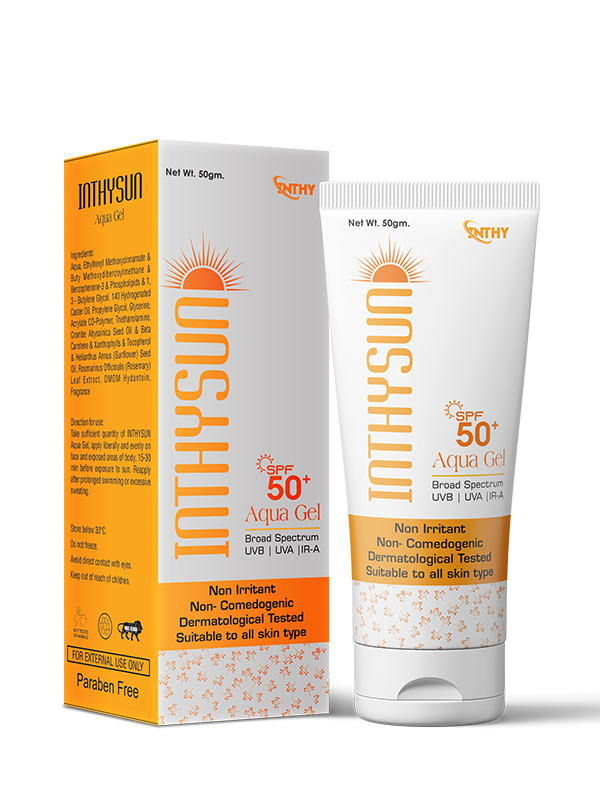 INTHYSUN
Aqua Gel
Ingredients:
Aqua, Ethylhexyl Methoxycinnamate &
Buty Methoxydibenzoylmethane &
Benzophenone-3 & Phospholipids & 1,
3 - Butylene Glycol, 140 Hydrogenated
Caster Oil, Propylene Glycol, Glycerine,
Acrylate CO-Polymer, Triethanolamine,
Crambe Abyssinica Seed Oil & Beta
Carotene & Xanthophylls & Tocopherol
& Helianthus Annus (Sunflower) Seed
Oil, Rosmarinus Officinalis (Rosemary)
Leaf Extract, DMDM Hydantoin,
Fragrance
Direction for use:
Take sufficient quantity of INTHYSUN
Aqua Gel, apply liberally and evenly on
face and exposed areas of body, 15-30
min before exposure to sun. Reapply
after prolonged swimming or excessive
sweating.
Store below 30°C.
Do not freeze.
Avoid direct contact with eyes.
Keep out of reach of children.
NOT TESTED
ON ANIMALS
FOR EXTERNAL USE ONLY
Paraben Free
Net Wt. 50gm.
INTHY
INTHYSUN
SPF
50+
Aqua Gel
Broad Spectrum
UVB | UVA |IR-A
Non Irritant
Non- Comedogenic
Dermatological Tested
Suitable to all skin type
Net Wt. 50gm.
INTHY
INTHYSUN
SPF
50+
Aqua Gel
Broad Spectrum
UVB | UVA |IR-A
Non Irritant
Non- Comedogenic
Dermatological Tested
Suitable to all skin type